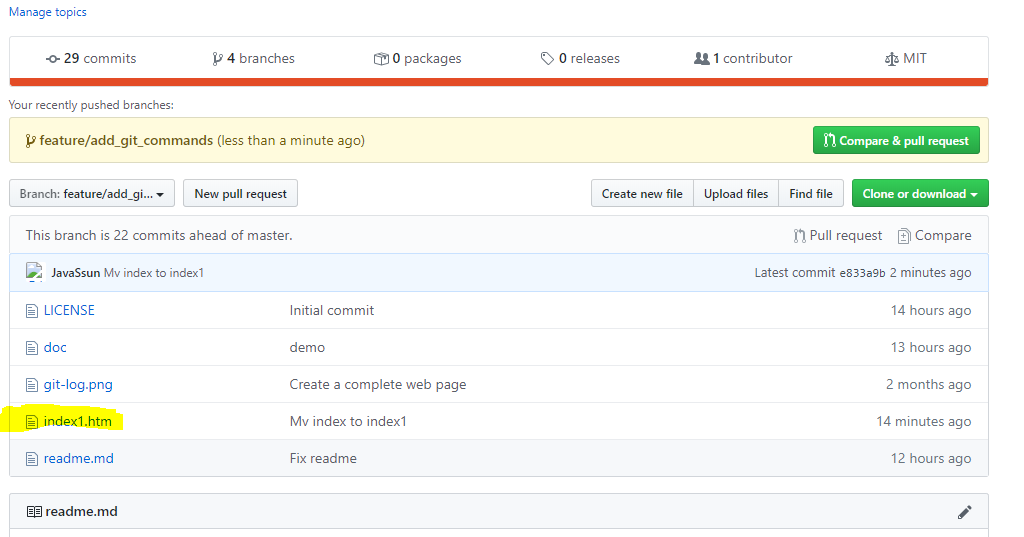 Manage topics
29 commits 4 branches 0 packages 0 releases 1 contributor MIT
Your recently pushed branches:
feature/add_git_commands (less than a minute ago) Compare & pull request
Branch: feature/add_gi... New pull request Create new file Upload files Find file Clone or download
This branch is 22 commits ahead of master. Pull request Compare
JavaSsun Mv index to index1 Latest commit e833a9b 2 minutes ago
LICENSE Initial commit 14 hours ago
doc demo 13 hours ago
git-log.png Create a complete web page 2 months ago
index1.htm Mv index to index1 14 minutes ago
readme.md Fix readme 12 hours ago
readme.md